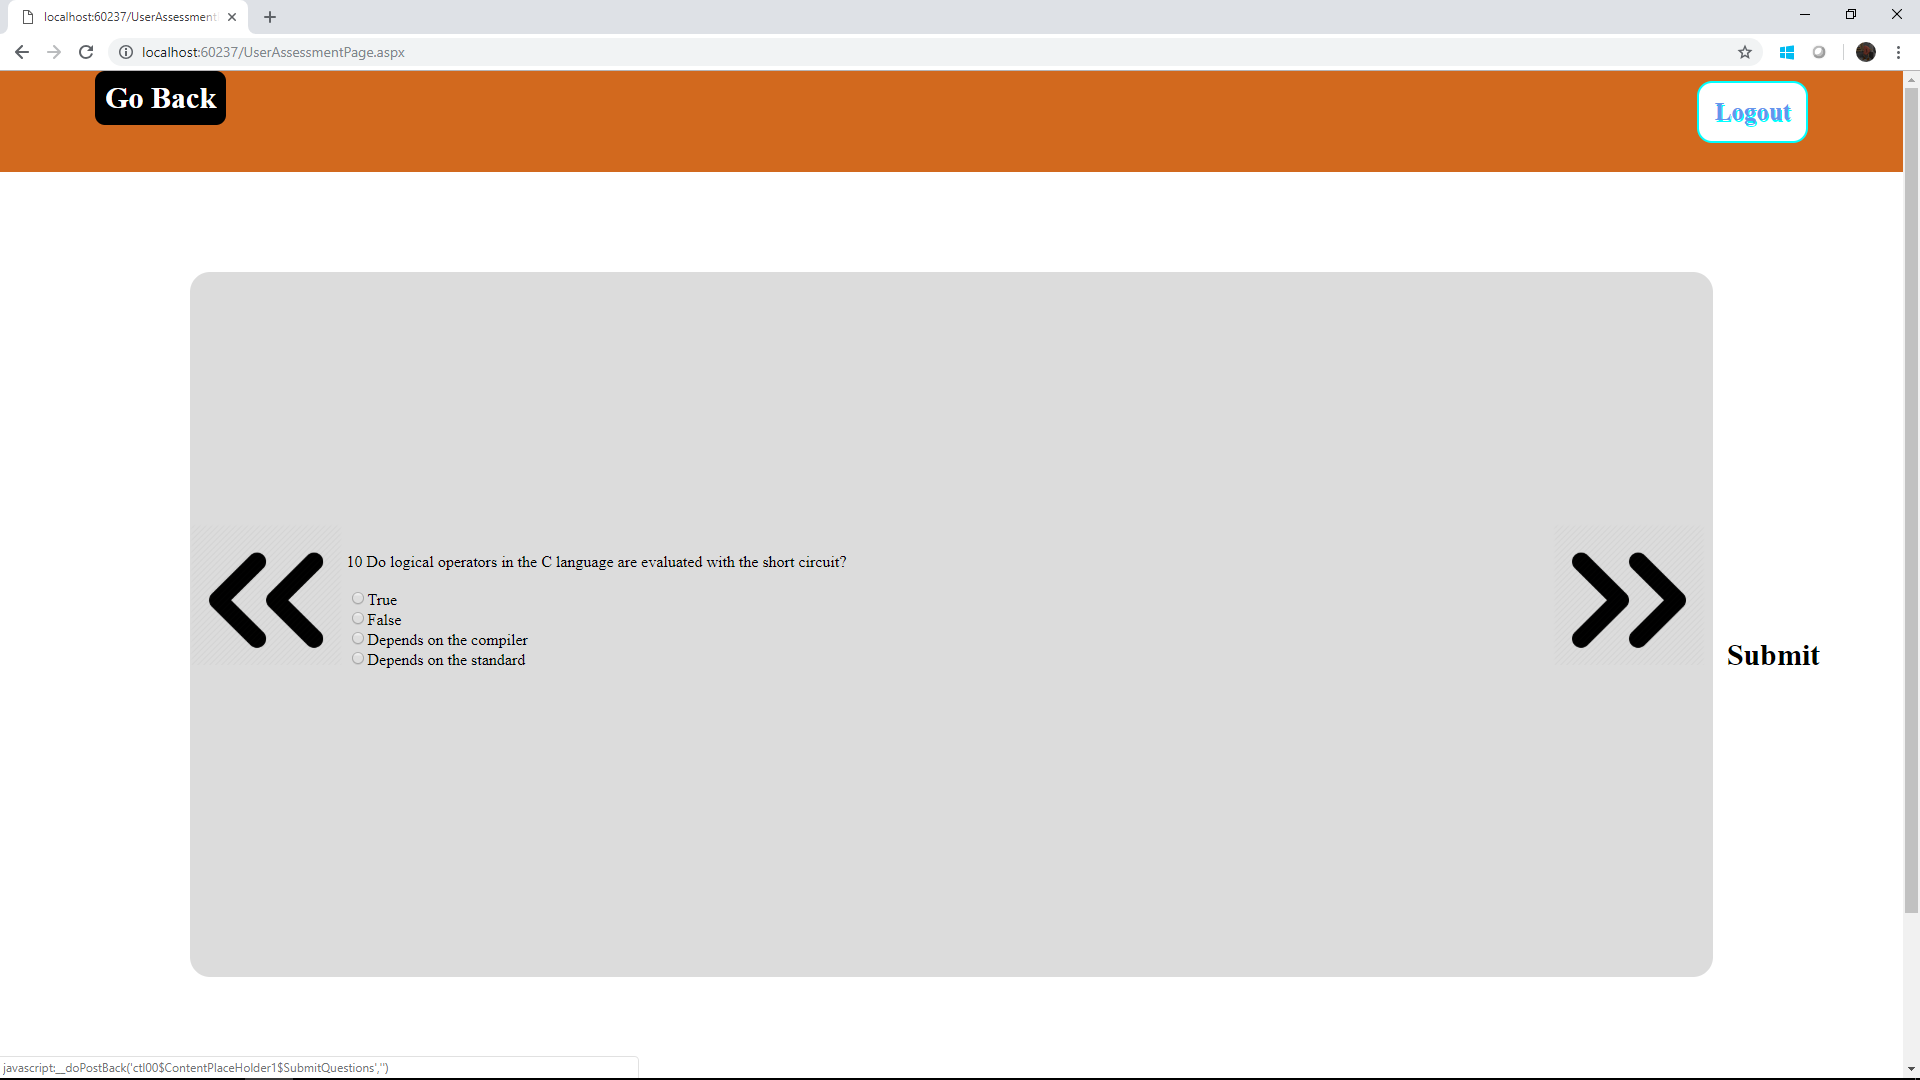 localhost:60237/UserAssessment
localhost:60237/UserAssessmentPage.aspx
Go Back
Logout
10 Do logical operators in the C language are evaluated with the short circuit?
True
False
Depends on the compiler
Depends on the standard
Submit
javascript:__doPostBack('ctl00$ContentPlaceHolder1$SubmitQuestions','')